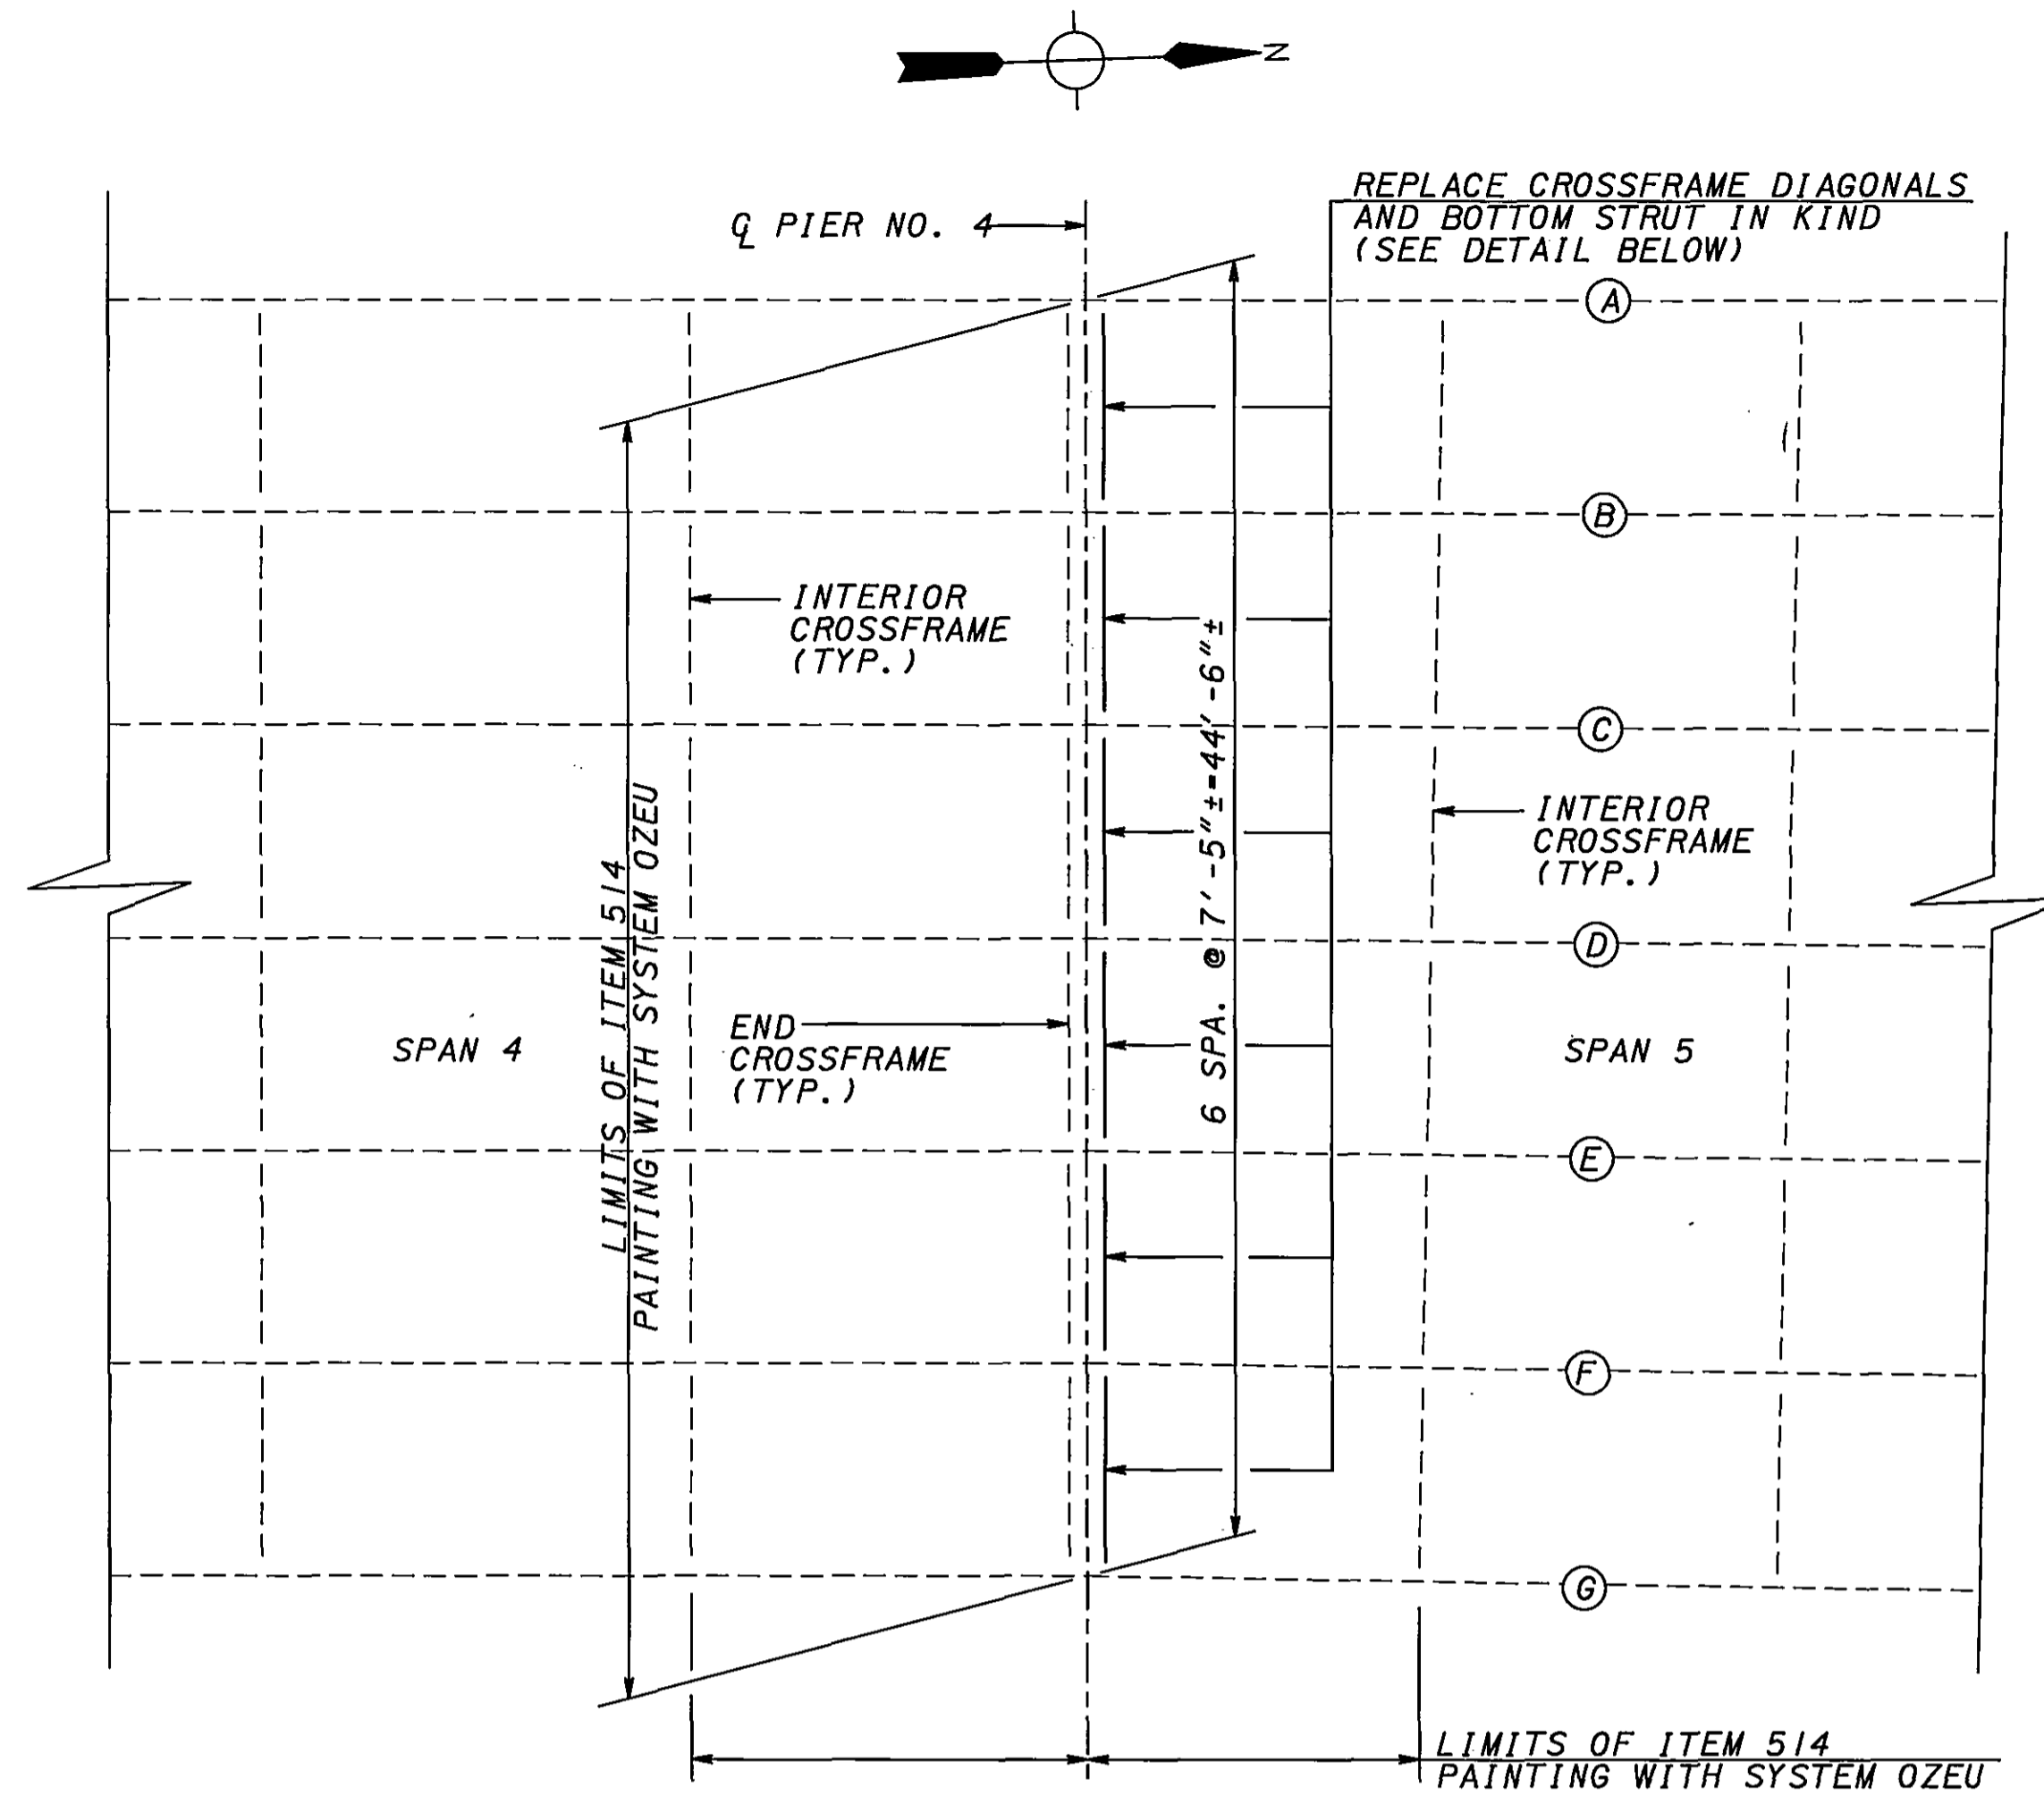 N
REPLACE CROSSFRAME DIAGONALS
AND BOTTOM STRUT IN KIND
(SEE DETAIL BELOW)
℄ PIER NO. 4
A
B
INTERIOR
CROSSFRAME
(TYP.)
C
6 SPA. @ 7'-5"±=44'-6"±
INTERIOR
CROSSFRAME
(TYP.)
LIMITS OF ITEM 514
PAINTING WITH SYSTEM OZEU
D
END
CROSSFRAME
(TYP.)
SPAN 4
SPAN 5
E
F
G
LIMITS OF ITEM 514
PAINTING WITH SYSTEM OZEU